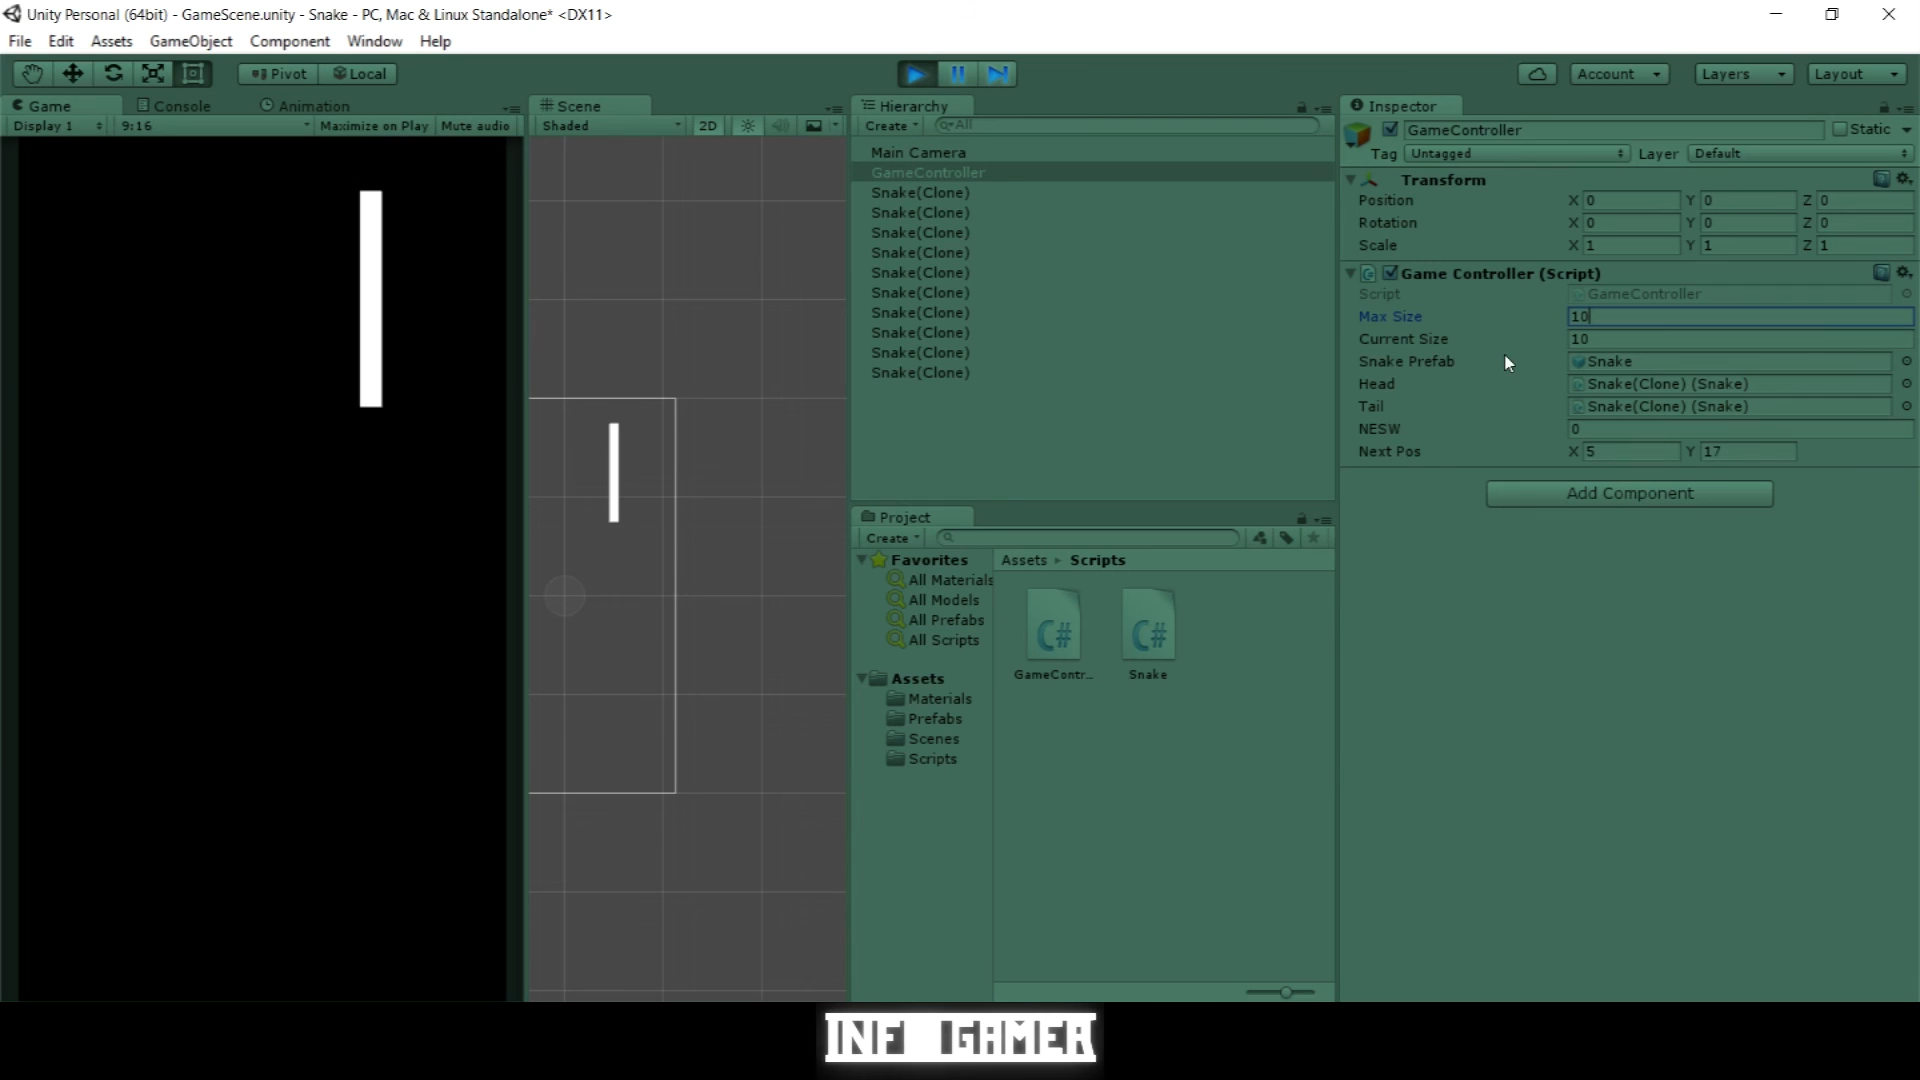 Unity Personal (64bit) - GameScene.unity - Snake - PC, Mac & Linux Standalone* <DX11>
File Edit Assets GameObject Component Window Help
Pivot Local Account Layers Layout
Game Console Animation
Display 1 9:16 Maximize on Play Mute audio
Scene
Shaded 2D
Hierarchy
Create All
Main Camera
GameController
Snake(Clone)
Snake(Clone)
Snake(Clone)
Snake(Clone)
Snake(Clone)
Snake(Clone)
Snake(Clone)
Snake(Clone)
Snake(Clone)
Snake(Clone)
Project
Create
Favorites
All Materials
All Models
All Prefabs
All Scripts
Assets
Materials
Prefabs
Scenes
Scripts
Assets Scripts
C# C#
GameContr... Snake
Inspector
GameController Static
Tag Untagged Layer Default
Transform
Position X 0 Y 0 Z 0
Rotation X 0 Y 0 Z 0
Scale X 1 Y 1 Z 1
Game Controller (Script)
Script GameController
Max Size 10
Current Size 10
Snake Prefab Snake
Head Snake(Clone) (Snake)
Tail Snake(Clone) (Snake)
NESW 0
Next Pos X 5 Y 17
Add Component
INF GAMER